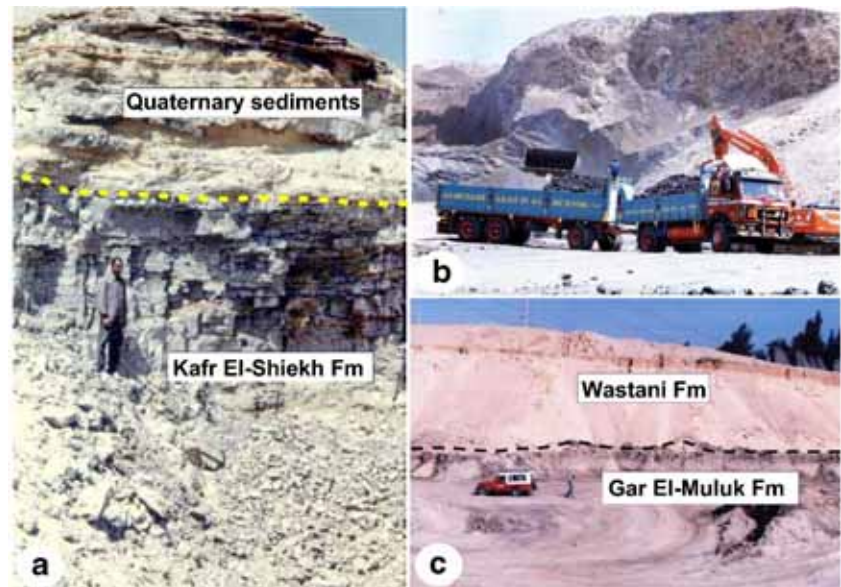 Quaternary sediments
Kafr El-Shiekh Fm
a
b
Wastani Fm
Gar El-Muluk Fm
c